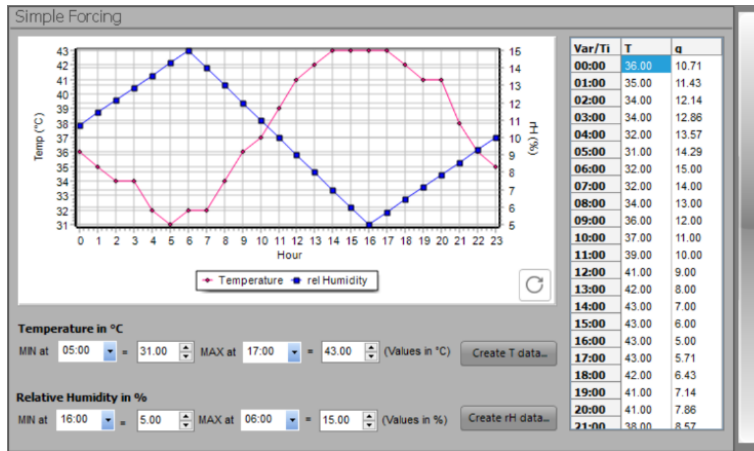 Simple Forcing
43
42
41
40
39
38
37
36
35
34
33
32
31
Temp (°C)
15
14
13
12
11
10
9
8
7
6
5
rH (%)
0 1 2 3 4 5 6 7 8 9 10 11 12 13 14 15 16 17 18 19 20 21 22 23
Hour
Temperature rel Humidity
Temperature in °C
MIN at 05:00 = 31.00 MAX at 17:00 = 43.00 (Values in °C) Create T data...
Relative Humidity in %
MIN at 16:00 = 5.00 MAX at 06:00 = 15.00 (Values in %) Create rH data...
Var/Ti T q
00:00 36.00 10.71
01:00 35.00 11.43
02:00 34.00 12.14
03:00 34.00 12.86
04:00 32.00 13.57
05:00 31.00 14.29
06:00 32.00 15.00
07:00 32.00 14.00
08:00 34.00 13.00
09:00 36.00 12.00
10:00 37.00 11.00
11:00 39.00 10.00
12:00 41.00 9.00
13:00 42.00 8.00
14:00 43.00 7.00
15:00 43.00 6.00
16:00 43.00 5.00
17:00 43.00 5.71
18:00 42.00 6.43
19:00 41.00 7.14
20:00 41.00 7.86
21:00 38.00 8.57